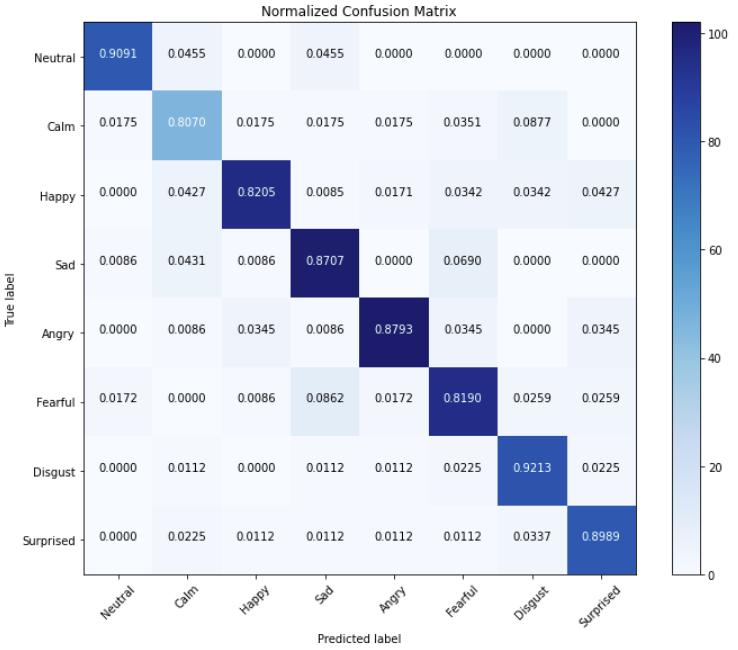 Normalized Confusion Matrix
Neutral 0.9091 0.0455 0.0000 0.0455 0.0000 0.0000 0.0000 0.0000
Calm 0.0175 0.8070 0.0175 0.0175 0.0175 0.0351 0.0877 0.0000
Happy 0.0000 0.0427 0.8205 0.0085 0.0171 0.0342 0.0342 0.0427
Sad 0.0086 0.0431 0.0086 0.8707 0.0000 0.0690 0.0000 0.0000
Angry 0.0000 0.0086 0.0345 0.0086 0.8793 0.0345 0.0000 0.0345
Fearful 0.0172 0.0000 0.0086 0.0862 0.0172 0.8190 0.0259 0.0259
Disgust 0.0000 0.0112 0.0000 0.0112 0.0112 0.0225 0.9213 0.0225
Surprised 0.0000 0.0225 0.0112 0.0112 0.0112 0.0112 0.0337 0.8989
Neutral Calm Happy Sad Angry Fearful Disgust Surprised
Predicted label
True label
100
80
60
40
20
0